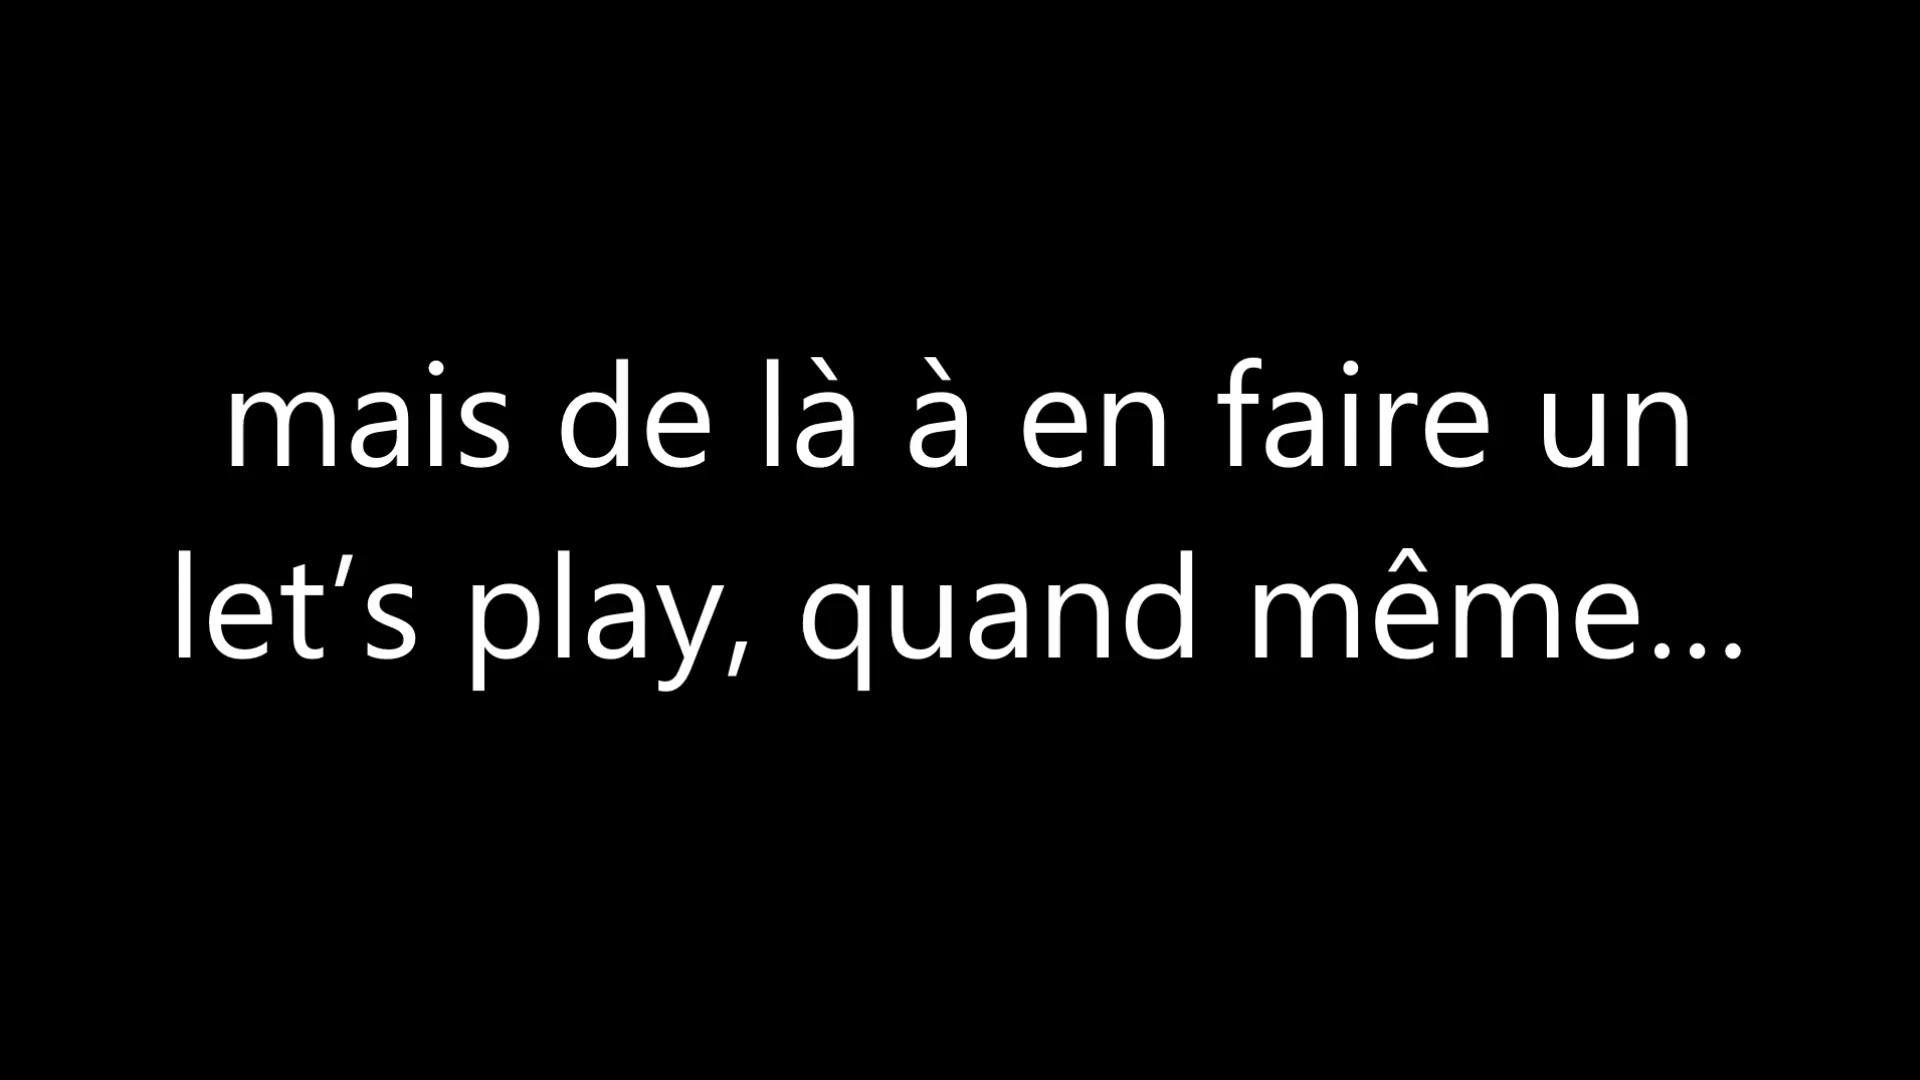 mais de là à en faire un
let’s play, quand même...